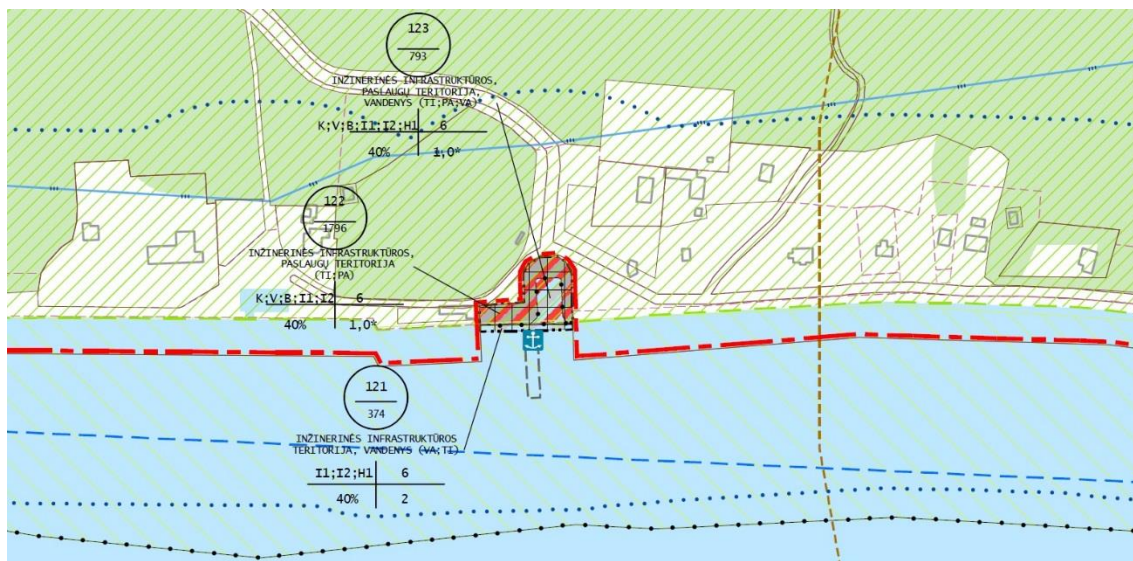 123
793
INŽINERINĖS INFRASTRUKTŪROS,
PASLAUGŲ TERITORIJA,
VANDENYS (TI;PA;VA)
K;V;B;I1;I2;H1 6
40% 1,0*
122
1796
INŽINERINĖS INFRASTRUKTŪROS,
PASLAUGŲ TERITORIJA
(TI;PA)
K;V;B;I1;I2 6
40% 1,0*
121
374
INŽINERINĖS INFRASTRUKTŪROS
TERITORIJA, VANDENYS (VA;TI)
I1;I2;H1 6
40% 2